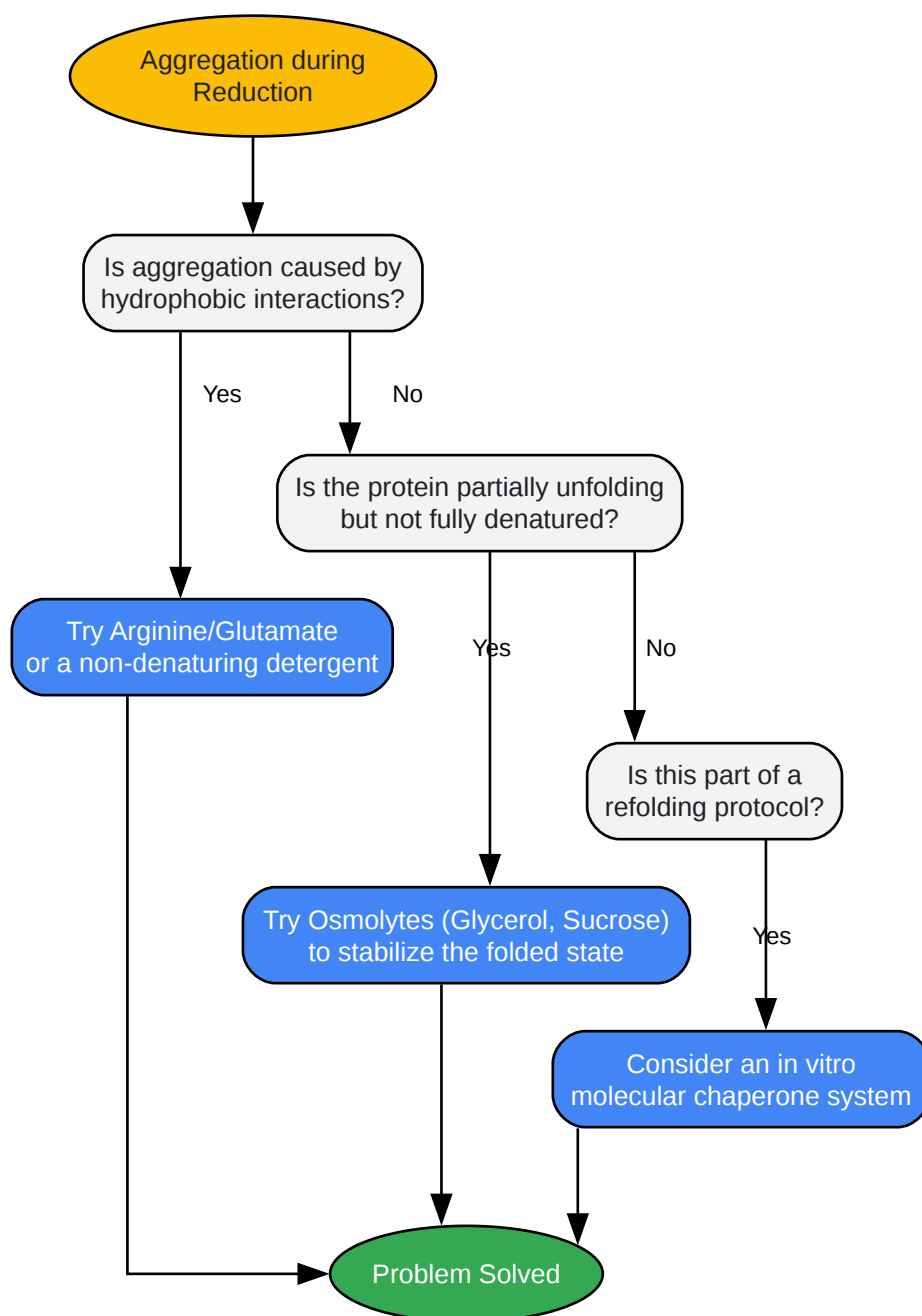 Aggregation during
Reduction
Is aggregation caused by
hydrophobic interactions?
Yes
No
Is the protein partially unfolding
but not fully denatured?
Try Arginine/Glutamate
or a non-denaturing detergent
Yes
No
Is this part of a
refolding protocol?
Try Osmolytes (Glycerol, Sucrose)
to stabilize the folded state
Yes
Consider an in vitro
molecular chaperone system
Problem Solved